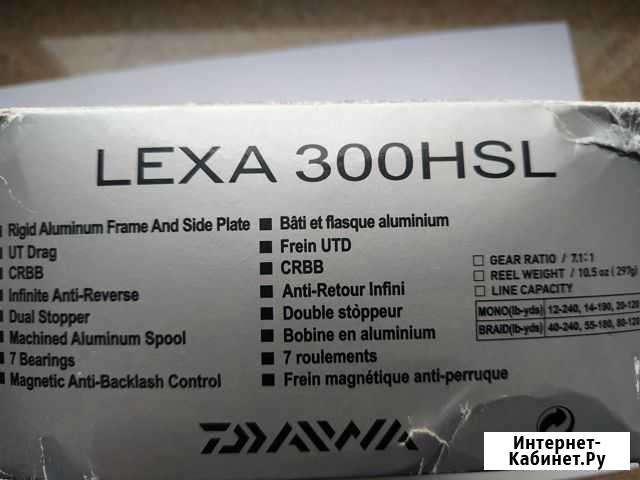 LEXA 300HSL
Rigid Aluminum Frame And Side Plate
UT Drag
CRBB
Infinite Anti-Reverse
Dual Stopper
Machined Aluminum Spool
7 Bearings
Magnetic Anti-Backlash Control
Bâti et flasque aluminium
Frein UTD
CRBB
Anti-Retour Infini
Double stòppeur
Bobine en aluminium
7 roulements
Frein magnétique anti-perruque
GEAR RATIO / 7.1:1
REEL WEIGHT / 10.5 oz ( 297g)
LINE CAPACITY
MONO(lb-yds) 12-240, 14-190, 20-120
BRAID(lb-yds) 40-240, 55-180, 80-120
DAIWA
Интернет-
Кабинет.Ру